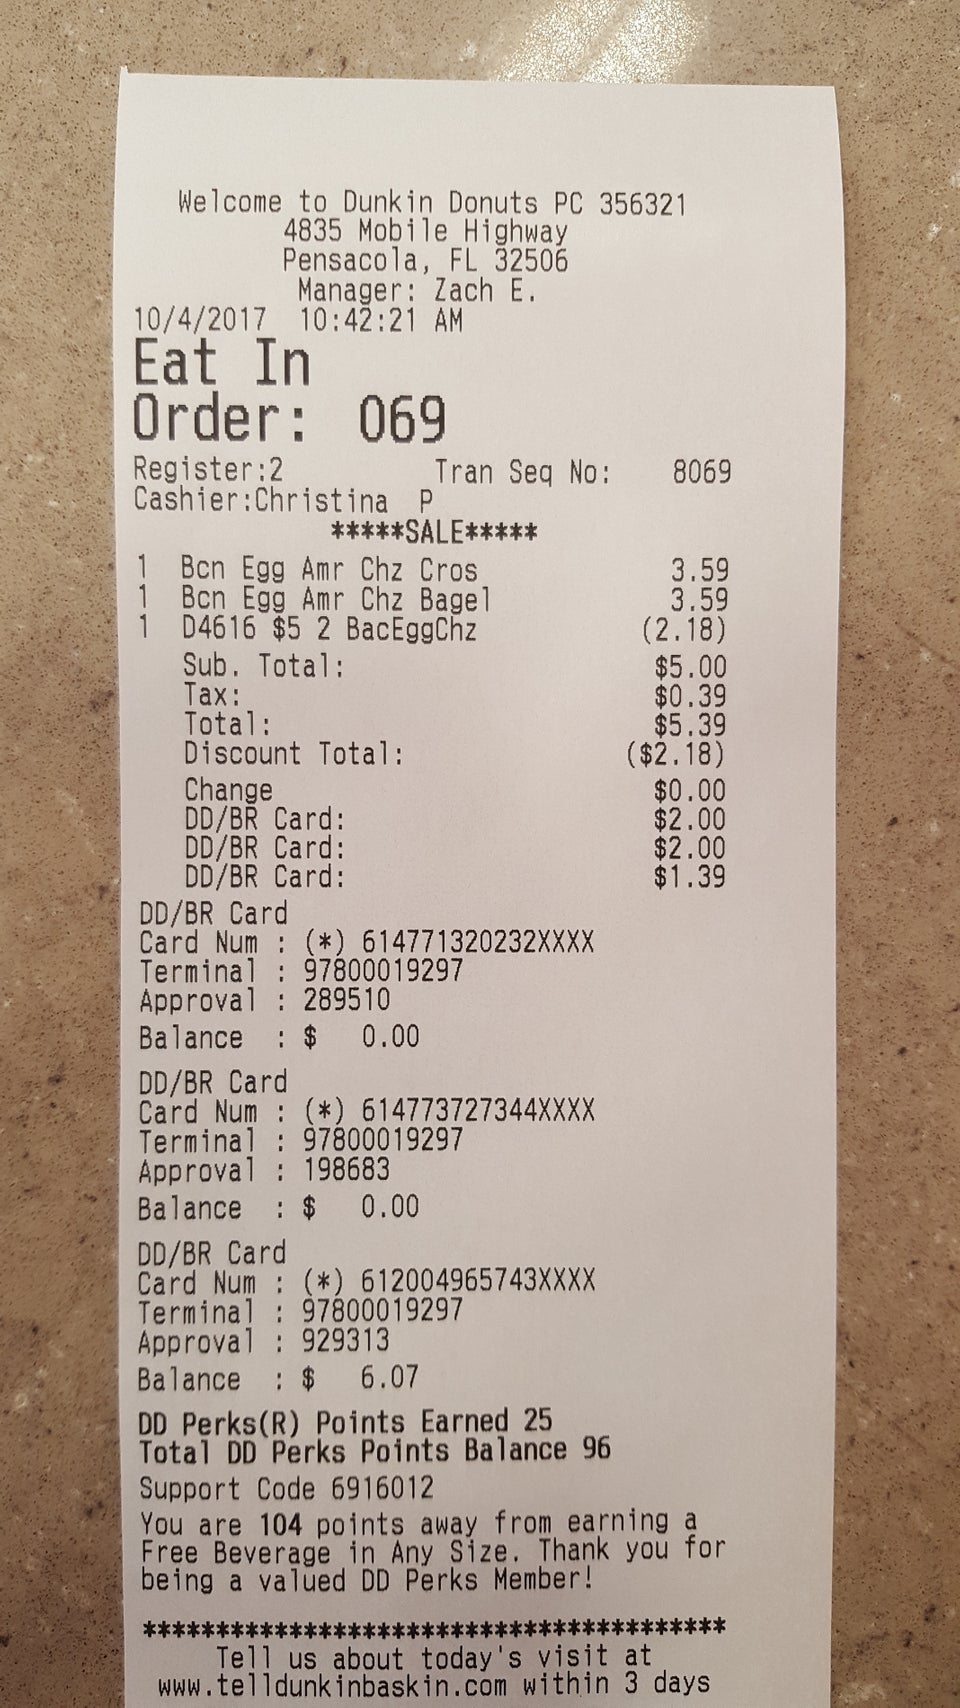 Welcome to Dunkin Donuts PC 356321
4835 Mobile Highway
Pensacola, FL 32506
Manager: Zach E.
10/4/2017 10:42:21 AM
Eat In
Order: 069
Register:2 Tran Seq No: 8069
Cashier:Christina P
*****SALE*****
1 Bcn Egg Amr Chz Cros 3.59
1 Bcn Egg Amr Chz Bagel 3.59
1 D4616 $5 2 BacEggChz (2.18)
Sub. Total: $5.00
Tax: $0.39
Total: $5.39
Discount Total: ($2.18)
Change $0.00
DD/BR Card: $2.00
DD/BR Card: $2.00
DD/BR Card: $1.39
DD/BR Card
Card Num : (*) 614771320232XXXX
Terminal : 97800019297
Approval : 289510
Balance : $ 0.00
DD/BR Card
Card Num : (*) 614773727344XXXX
Terminal : 97800019297
Approval : 198683
Balance : $ 0.00
DD/BR Card
Card Num : (*) 612004965743XXXX
Terminal : 97800019297
Approval : 929313
Balance : $ 6.07
DD Perks(R) Points Earned 25
Total DD Perks Points Balance 96
Support Code 6916012
You are 104 points away from earning a
Free Beverage in Any Size. Thank you for
being a valued DD Perks Member!
****************************************
Tell us about today's visit at
www.telldunkinbaskin.com within 3 days